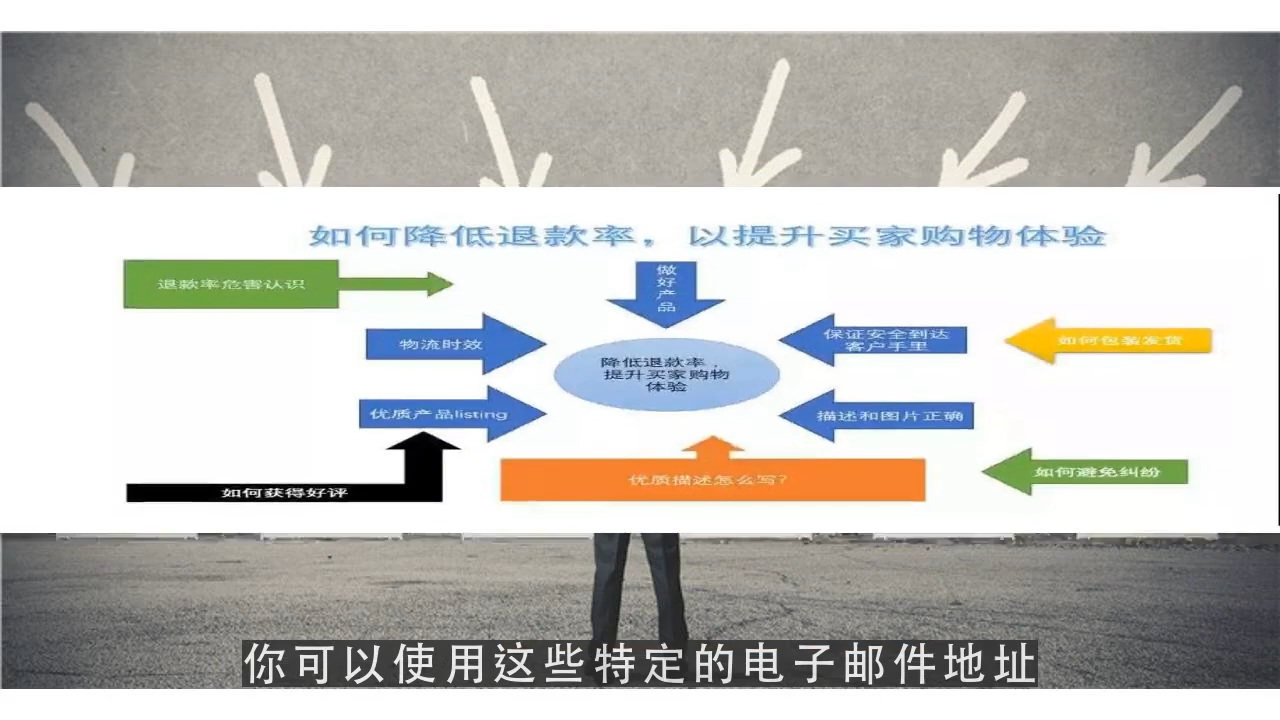 如何降低退款率，以提升买家购物体验
退款率危害认识
做
好
产
品
物流时效
保证安全到达
客户手里
如何包装发货
降低退款率，
提升买家购物
体验
优质产品listing
描述和图片正确
如何获得好评
优质描述怎么写?
如何避免纠纷
你可以使用这些特定的电子邮件地址